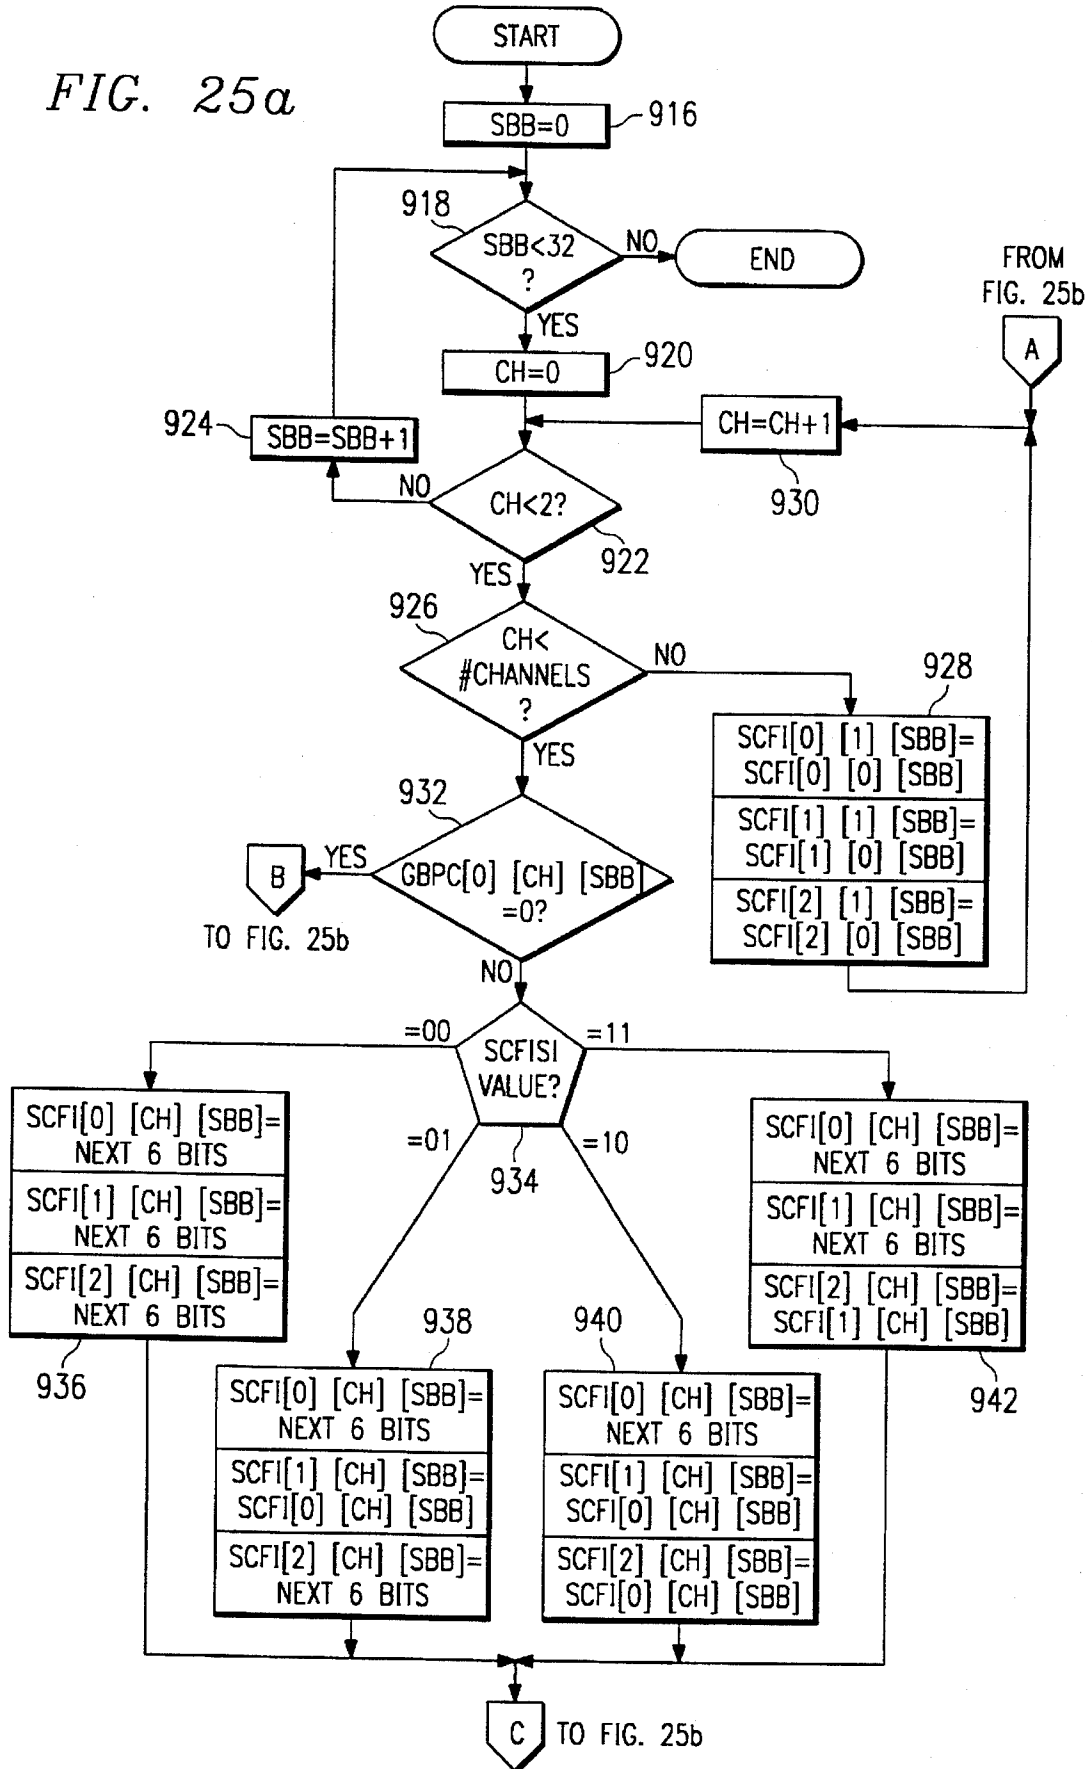 FIG. 25a
START
SBB=0
916
918
SBB<32
?
NO
END
YES
FROM
FIG. 25b
A
CH=0
920
924
SBB=SBB+1
CH=CH+1
930
NO
CH<2?
922
YES
926
CH<
#CHANNELS
?
NO
YES
928
SCFI[0] [1] [SBB]=
SCFI[0] [0] [SBB]
SCFI[1] [1] [SBB]=
SCFI[1] [0] [SBB]
SCFI[2] [1] [SBB]=
SCFI[2] [0] [SBB]
932
YES
B
TO FIG. 25b
GBPC[0] [CH] [SBB]
=0?
NO
=00
SCFISI
VALUE?
=11
=01
=10
934
SCFI[0] [CH] [SBB]=
NEXT 6 BITS
SCFI[1] [CH] [SBB]=
NEXT 6 BITS
SCFI[2] [CH] [SBB]=
NEXT 6 BITS
936
SCFI[0] [CH] [SBB]=
NEXT 6 BITS
SCFI[1] [CH] [SBB]=
NEXT 6 BITS
SCFI[2] [CH] [SBB]=
SCFI[1] [CH] [SBB]
942
938
SCFI[0] [CH] [SBB]=
NEXT 6 BITS
SCFI[1] [CH] [SBB]=
SCFI[0] [CH] [SBB]
SCFI[2] [CH] [SBB]=
NEXT 6 BITS
940
SCFI[0] [CH] [SBB]=
NEXT 6 BITS
SCFI[1] [CH] [SBB]=
SCFI[0] [CH] [SBB]
SCFI[2] [CH] [SBB]=
SCFI[0] [CH] [SBB]
C
TO FIG. 25b